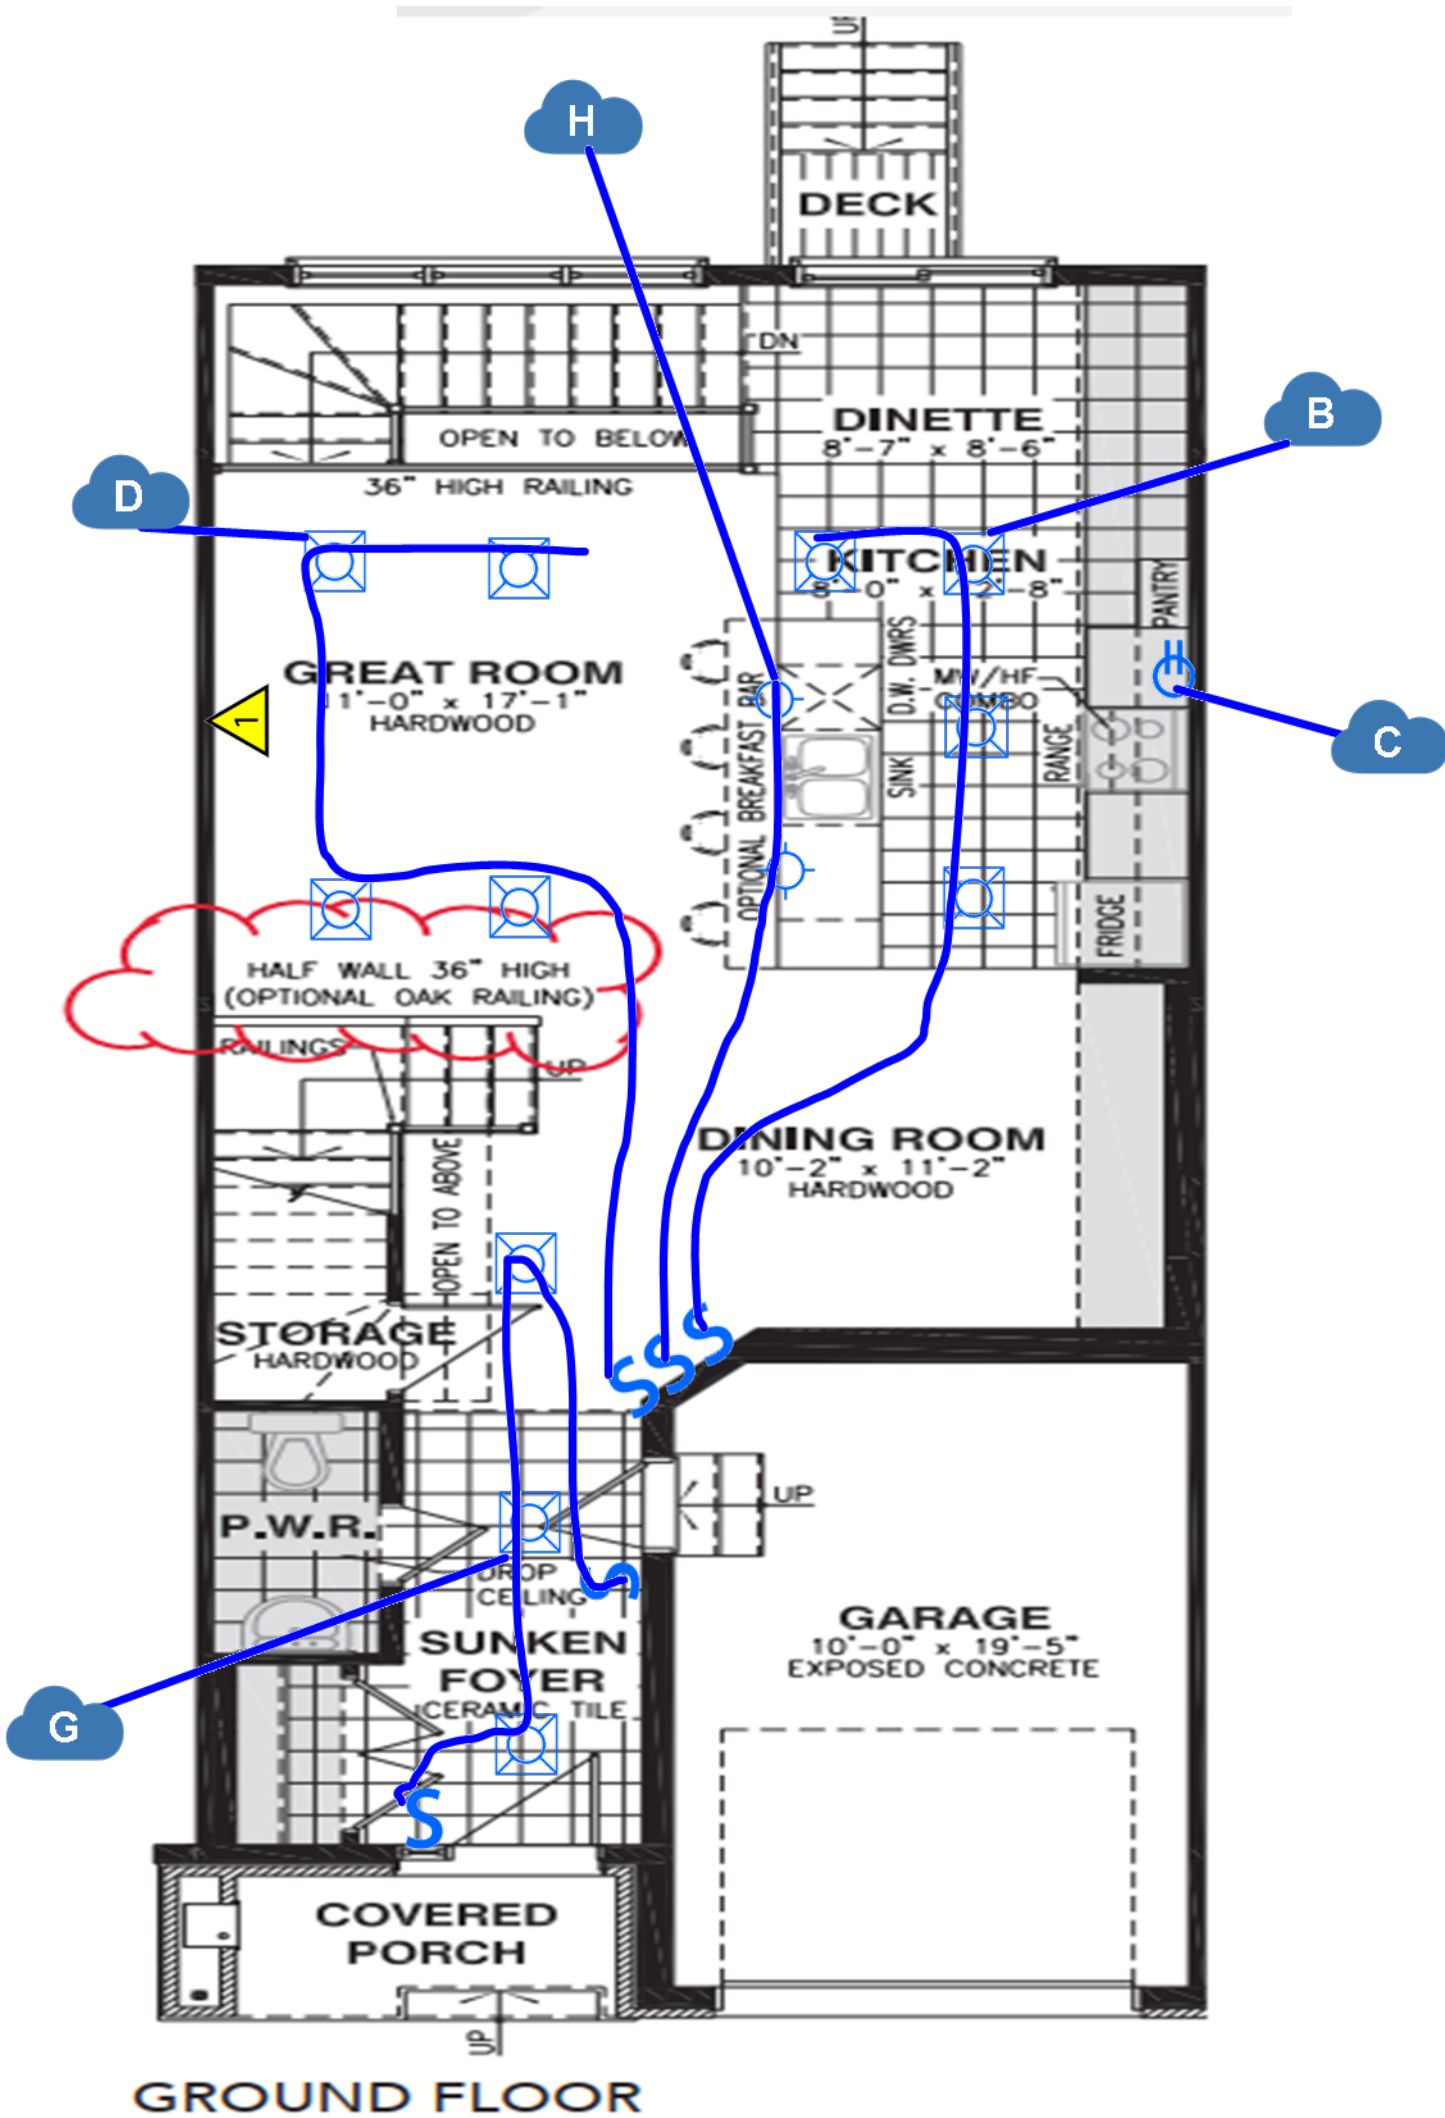 UP
H
DECK
DN
B
DINETTE
8'-7" x 8'-6"
OPEN TO BELOW
36" HIGH RAILING
D
KITCHEN
8'-0" x 12'-8"
PANTRY
D.W. DWRS
MW/HF
COMBO
GREAT ROOM
11'-0" x 17'-1"
HARDWOOD
1
C
RANGE
SINK
OPTIONAL BREAKFAST BAR
FRIDGE
HALF WALL 36" HIGH
(OPTIONAL OAK RAILING)
RAILINGS
UP
DINING ROOM
10'-2" x 11'-2"
HARDWOOD
OPEN TO ABOVE
STORAGE
HARDWOOD
S S S
UP
P.W.R.
DROP
CEILING
S
SUNKEN
FOYER
CERAMIC TILE
GARAGE
10'-0" x 19'-5"
EXPOSED CONCRETE
G
S
COVERED
PORCH
UP
GROUND FLOOR